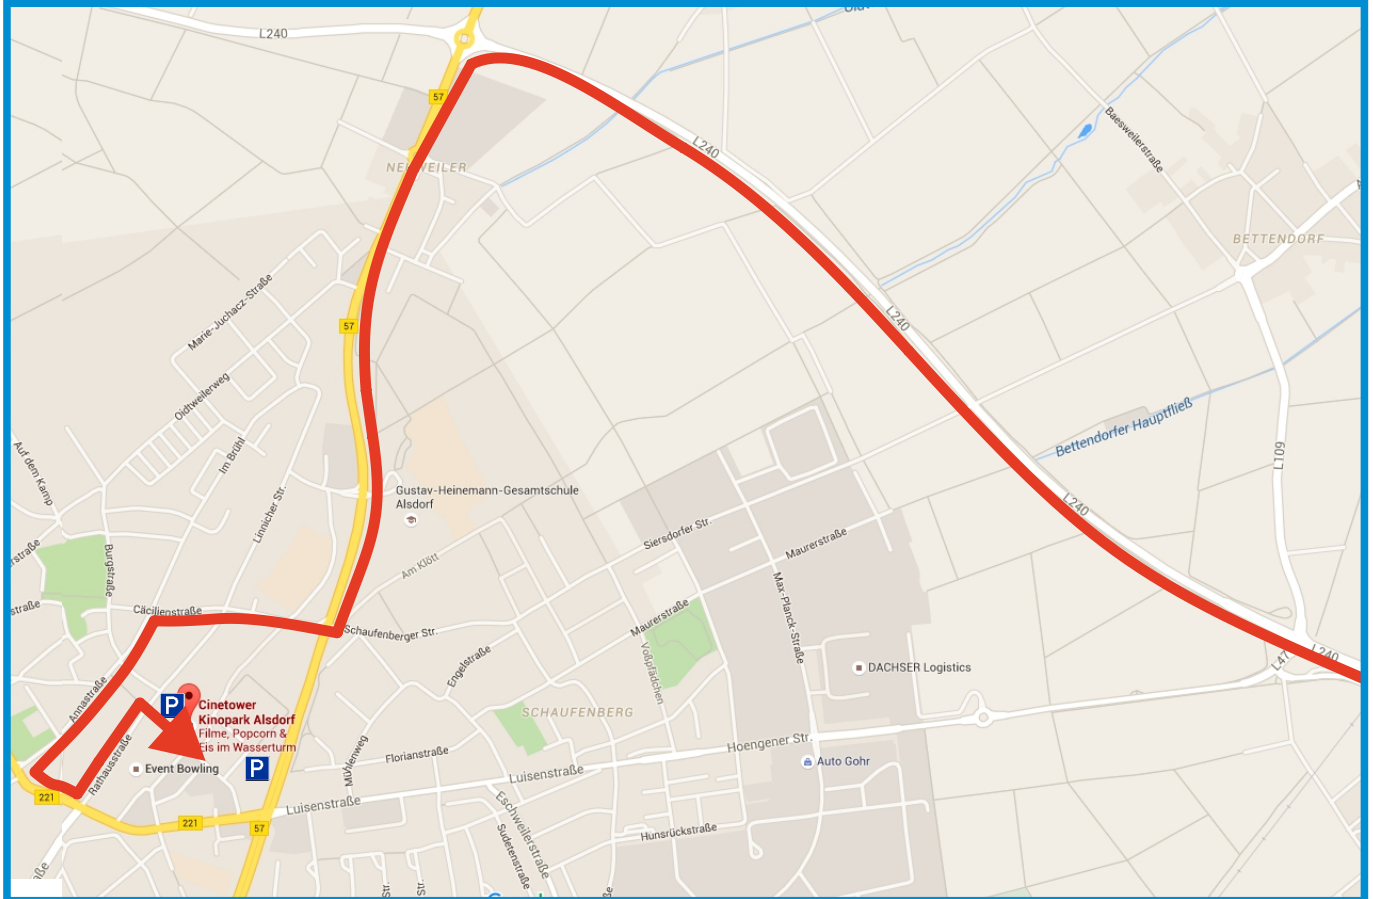 L240
57
L240
Baesweilerstraße
BETTENDORF
Marie-Juchacz-Straße
57
L240
Oidtweilerweg
Bettendorfer Hauptfließ
L109
Auf dem Kamp
Im Brühl
Linnicher Str.
Gustav-Heinemann-Gesamtschule
Alsdorf
L240
Siersdorfer Str.
Maurerstraße
Burgstraße
Am Klött
Max-Planck-Straße
Cäcilienstraße
Schaufenberger Str.
Maurerstraße
Voßpfädchen
Engelstraße
L240
L47
DACHSER Logistics
Annastraße
P
Cinetower
Kinopark Alsdorf
Filme, Popcorn &
Eis im Wasserturm
SCHAUFENBERG
Rathausstraße
Event Bowling
P
Mühlenweg
Florianstraße
Hoengener Str.
Auto Gohr
Luisenstraße
221
Luisenstraße
221
57
Eschweilerstraße
Sudetenstraße
Hunsrückstraße